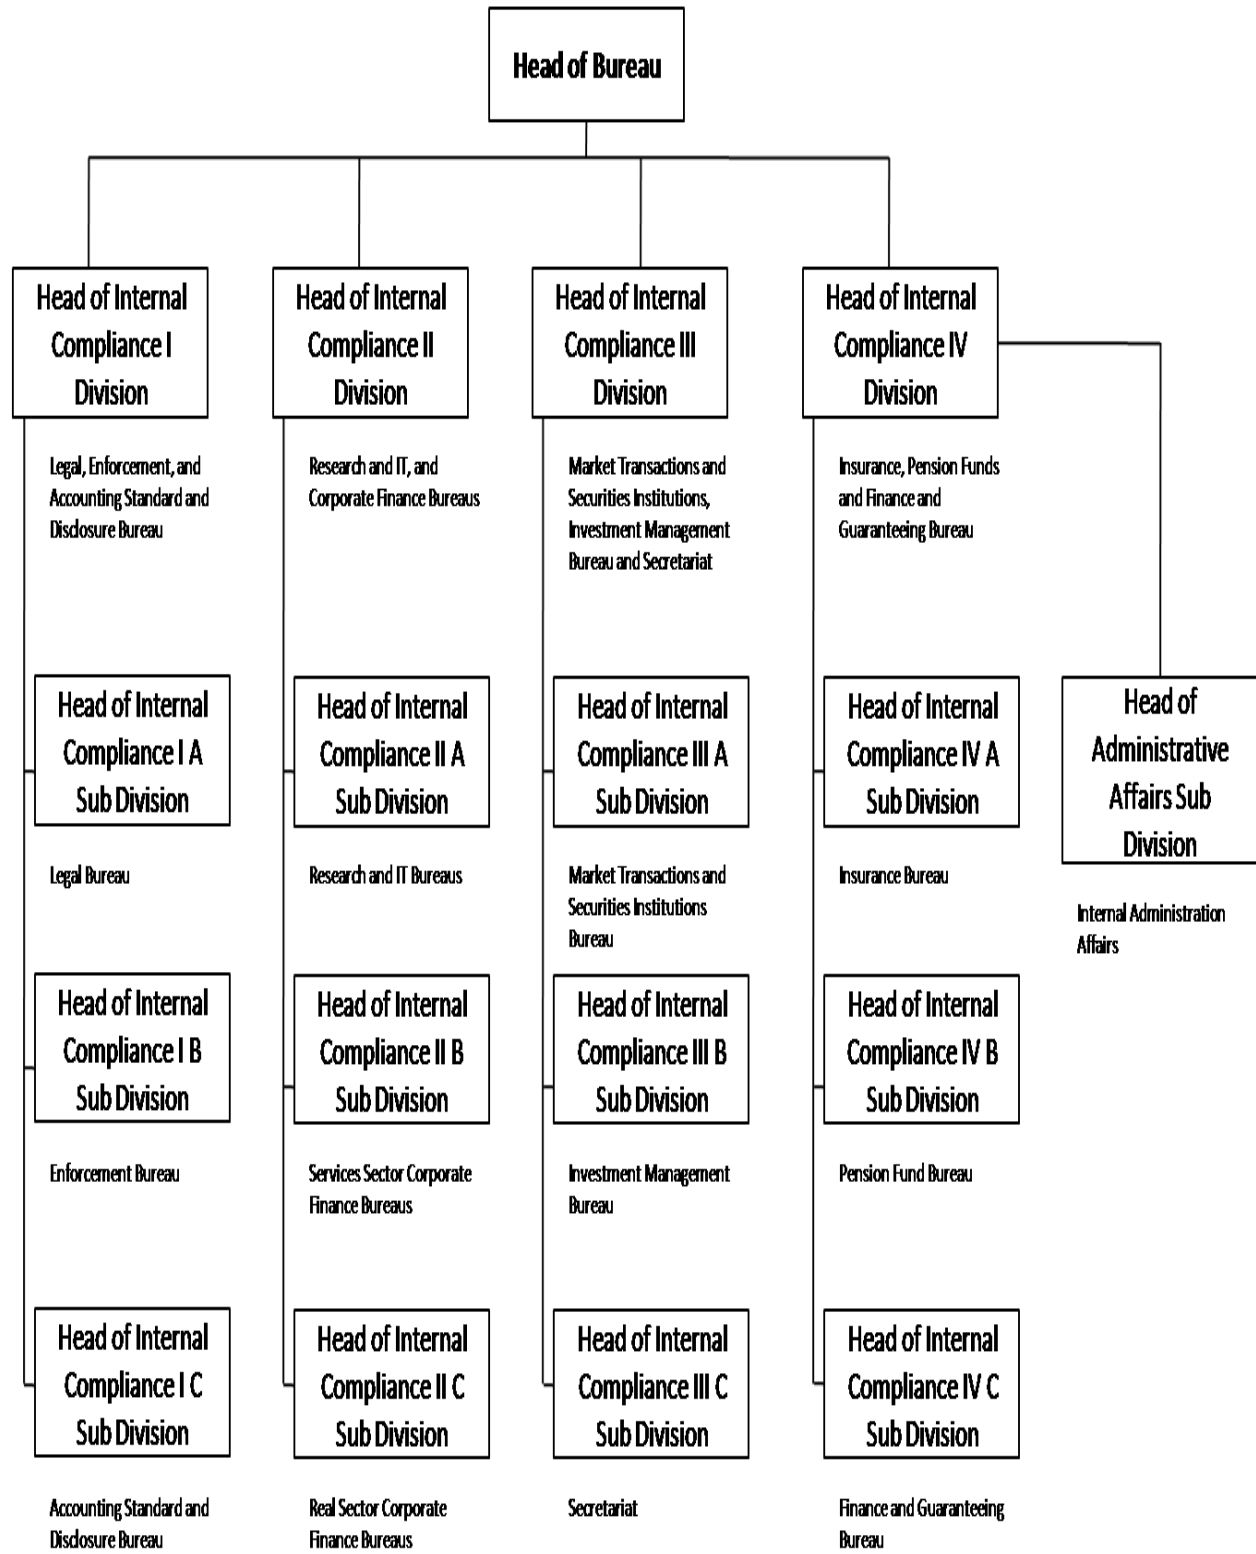 Head of Bureau
Head of Internal
Compliance I
Division
Head of Internal
Compliance II
Division
Head of Internal
Compliance III
Division
Head of Internal
Compliance IV
Division
Legal, Enforcement, and
Accounting Standard and
Disclosure Bureau
Research and IT, and
Corporate Finance Bureaus
Market Transactions and
Securities Institutions,
Investment Management
Bureau and Secretariat
Insurance, Pension Funds
and Finance and
Guaranteeing Bureau
Head of Internal
Compliance I A
Sub Division
Head of Internal
Compliance II A
Sub Division
Head of Internal
Compliance III A
Sub Division
Head of Internal
Compliance IV A
Sub Division
Head of
Administrative
Affairs Sub
Division
Legal Bureau
Research and IT Bureaus
Market Transactions and
Securities Institutions
Bureau
Insurance Bureau
Internal Administration
Affairs
Head of Internal
Compliance I B
Sub Division
Head of Internal
Compliance II B
Sub Division
Head of Internal
Compliance III B
Sub Division
Head of Internal
Compliance IV B
Sub Division
Enforcement Bureau
Services Sector Corporate
Finance Bureaus
Investment Management
Bureau
Pension Fund Bureau
Head of Internal
Compliance I C
Sub Division
Head of Internal
Compliance II C
Sub Division
Head of Internal
Compliance III C
Sub Division
Head of Internal
Compliance IV C
Sub Division
Accounting Standard and
Disclosure Bureau
Real Sector Corporate
Finance Bureaus
Secretariat
Finance and Guaranteeing
Bureau